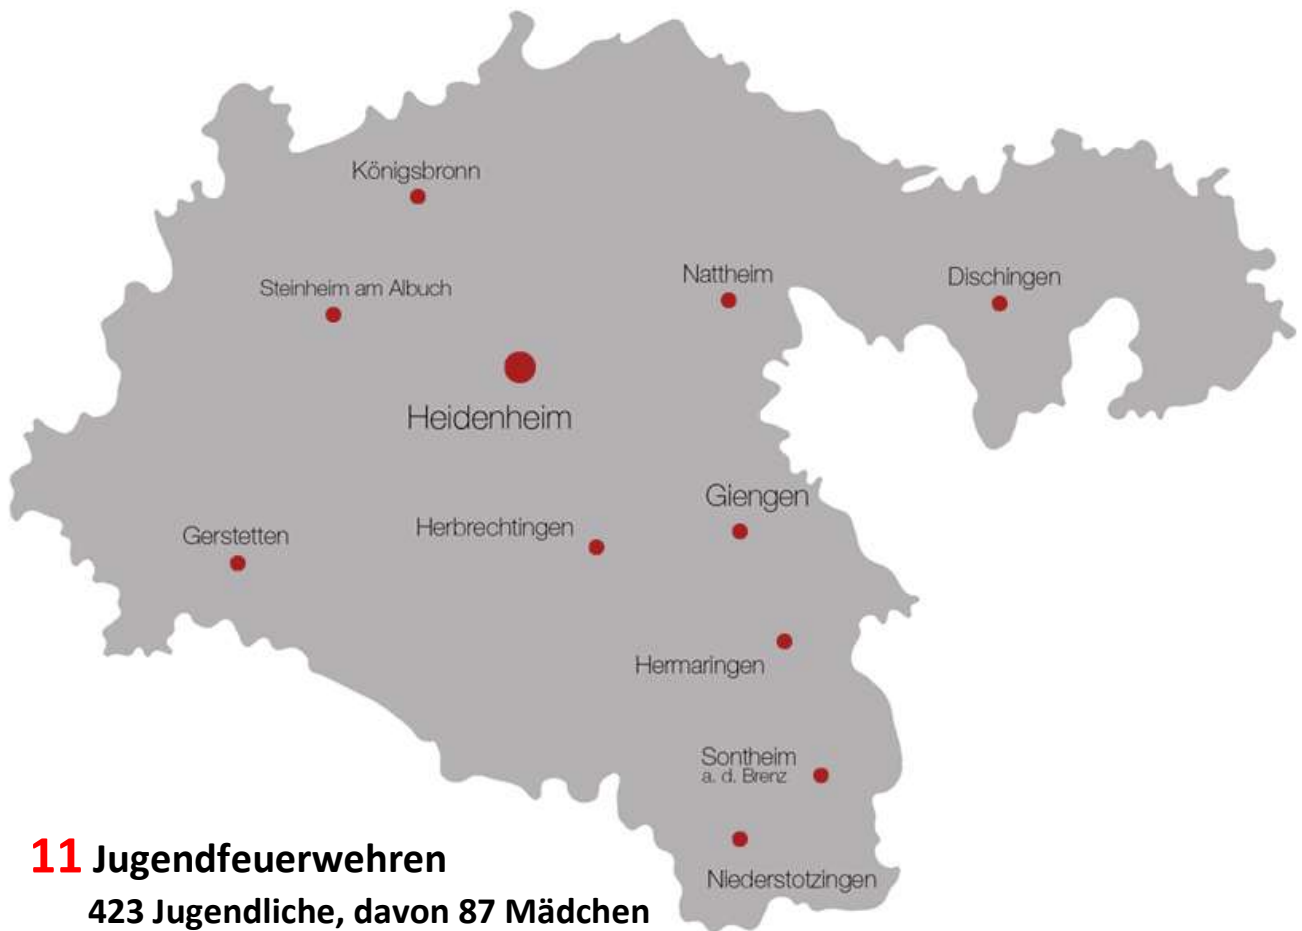 Königsbronn
Nattheim
Dischingen
Steinheim am Albuch
Heidenheim
Giengen
Herbrechtingen
Gerstetten
Hermaringen
Sontheim
a. d. Brenz
Niederstotzingen
11 Jugendfeuerwehren
423 Jugendliche, davon 87 Mädchen